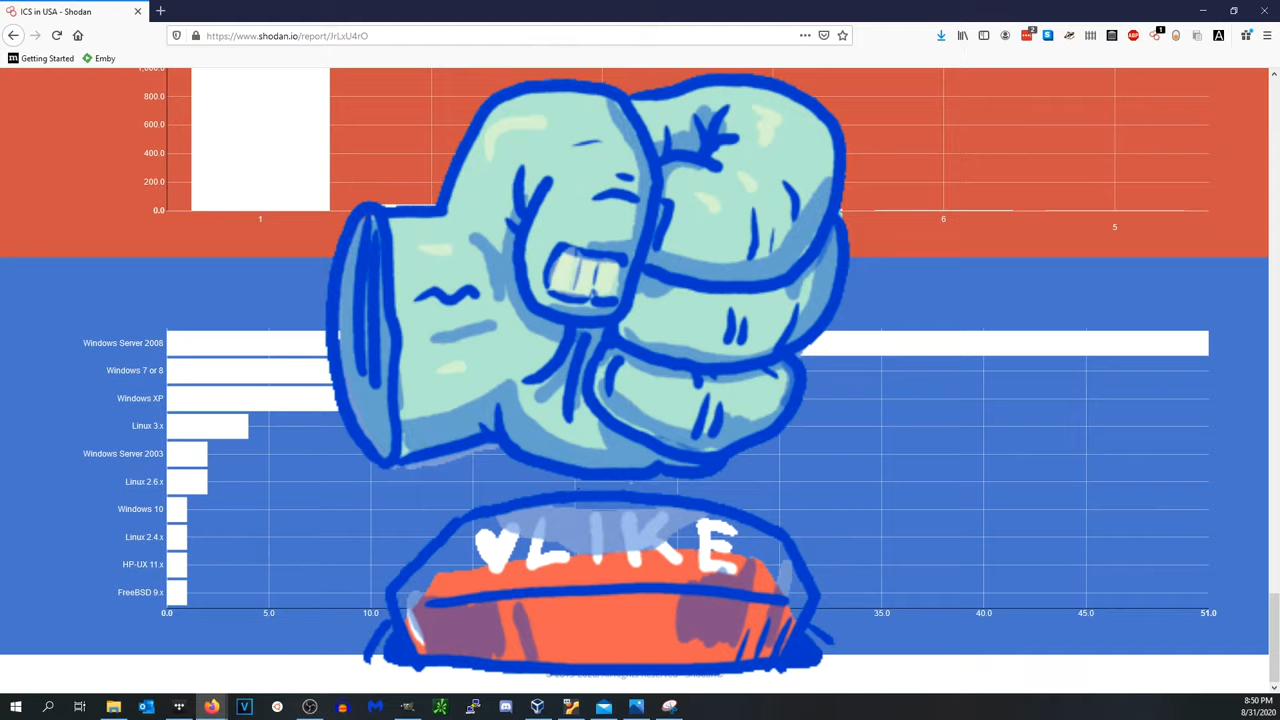 ICS in USA - Shodan
https://www.shodan.io/report/JrLxU4rO
Getting Started
Emby
1,000.0
800.0
600.0
400.0
200.0
0.0
1
6
5
Windows Server 2008
Windows 7 or 8
Windows XP
Linux 3.x
Windows Server 2003
Linux 2.6.x
Windows 10
Linux 2.4.x
HP-UX 11.x
FreeBSD 9.x
0.0
5.0
10.0
35.0
40.0
45.0
51.0
LIKE
8:50 PM
8/31/2020